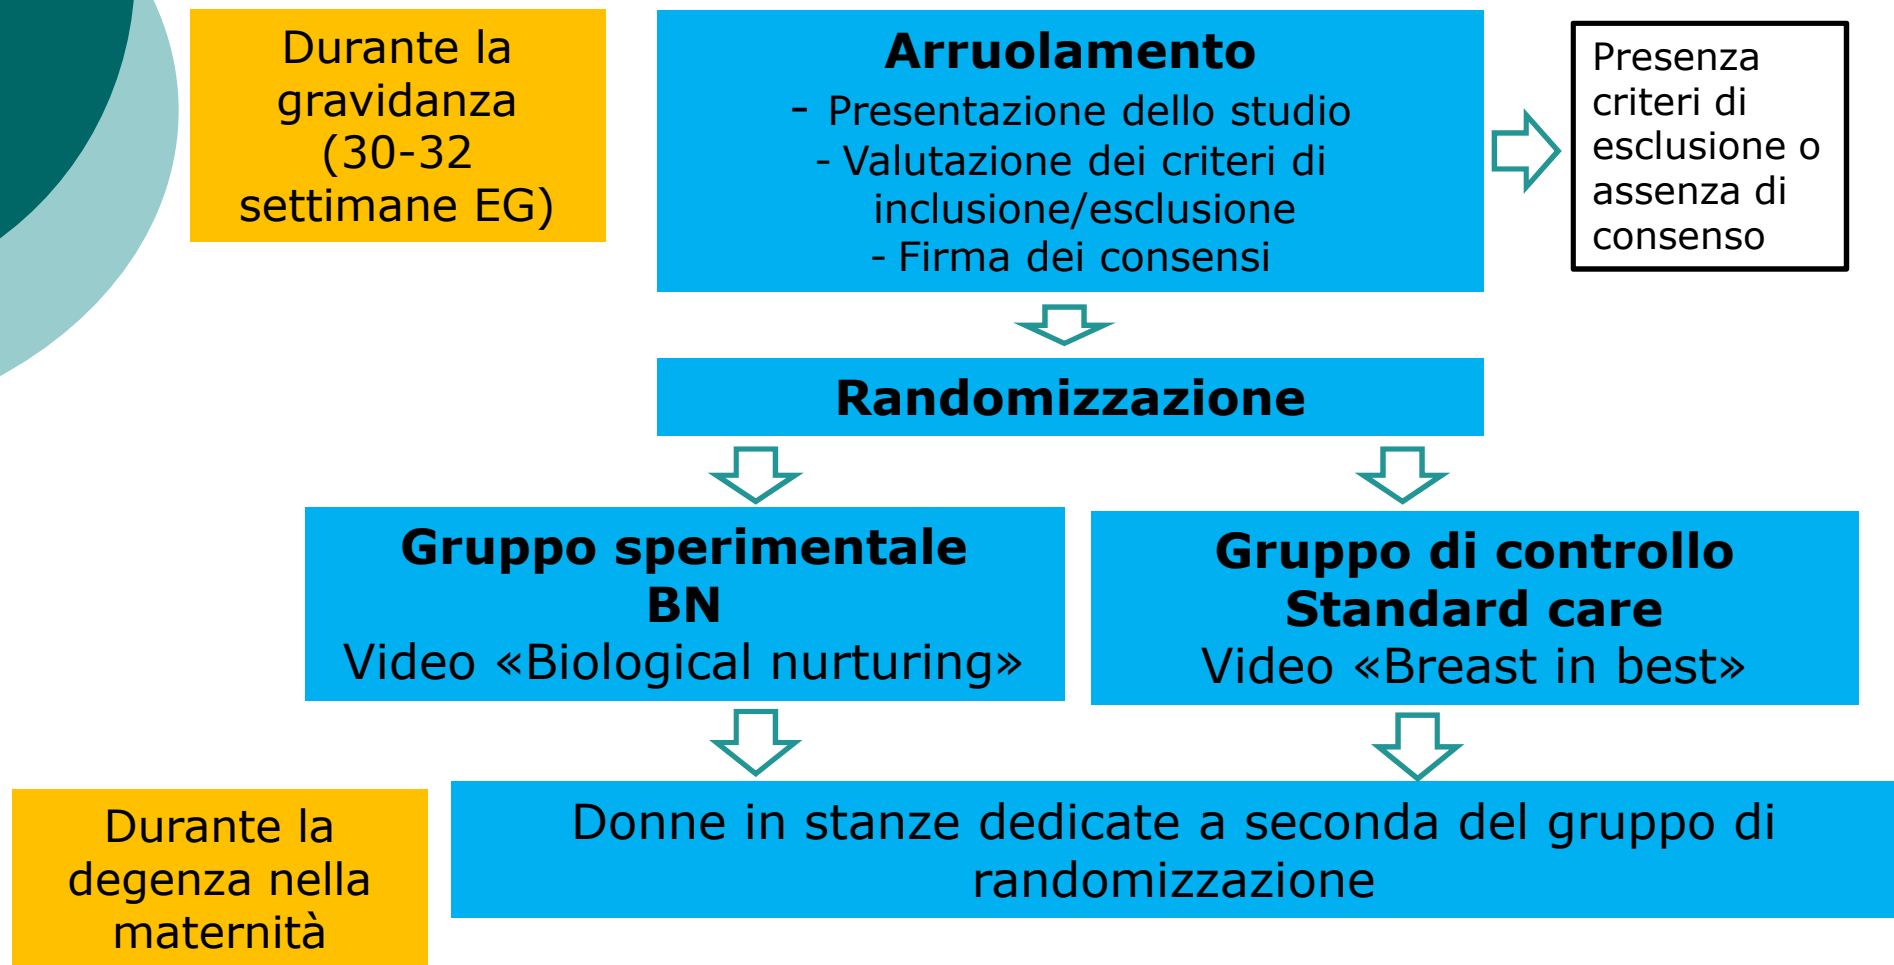 Durante la
gravidanza
(30-32
settimane EG)
Arruolamento
- Presentazione dello studio
- Valutazione dei criteri di
inclusione/esclusione
- Firma dei consensi
Presenza
criteri di
esclusione o
assenza di
consenso
Randomizzazione
Gruppo sperimentale
BN
Video «Biological nurturing»
Gruppo di controllo
Standard care
Video «Breast in best»
Durante la
degenza nella
maternità
Donne in stanze dedicate a seconda del gruppo di
randomizzazione